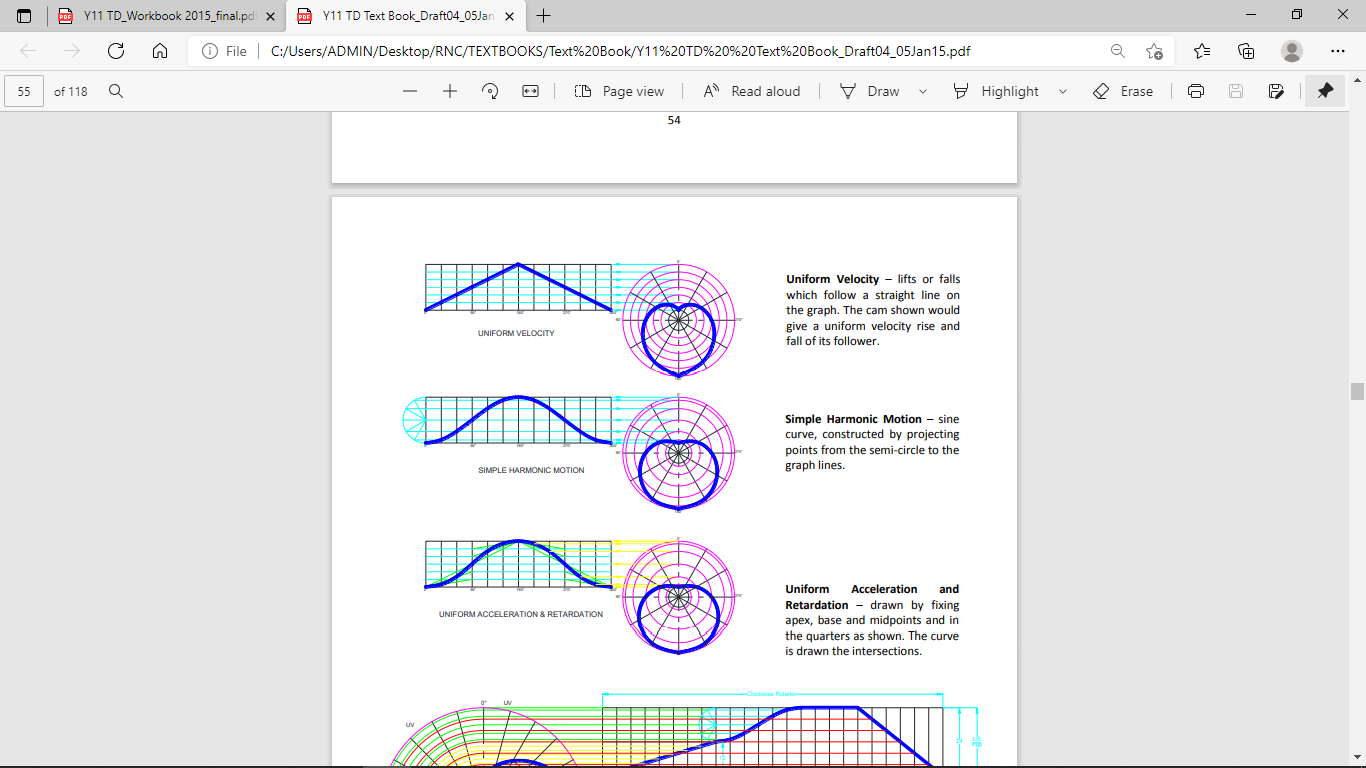 Y11 TD_Workbook 2015_final.pdf
Y11 TD Text Book_Draft04_05Jan
File
C:/Users/ADMIN/Desktop/RNC/TEXTBOOKS/Text%20Book/Y11%20TD%20%20Text%20Book_Draft04_05Jan15.pdf
55 of 118
Page view
Read aloud
Draw
Highlight
Erase
54
Uniform Velocity – lifts or falls
which follow a straight line on
the graph. The cam shown would
give a uniform velocity rise and
fall of its follower.
UNIFORM VELOCITY
Simple Harmonic Motion – sine
curve, constructed by projecting
points from the semi-circle to the
graph lines.
SIMPLE HARMONIC MOTION
Uniform Acceleration and
Retardation – drawn by fixing
apex, base and midpoints and in
the quarters as shown. The curve
is drawn the intersections.
UNIFORM ACCELERATION & RETARDATION
Clockwise Rotation
0°
UV
UV